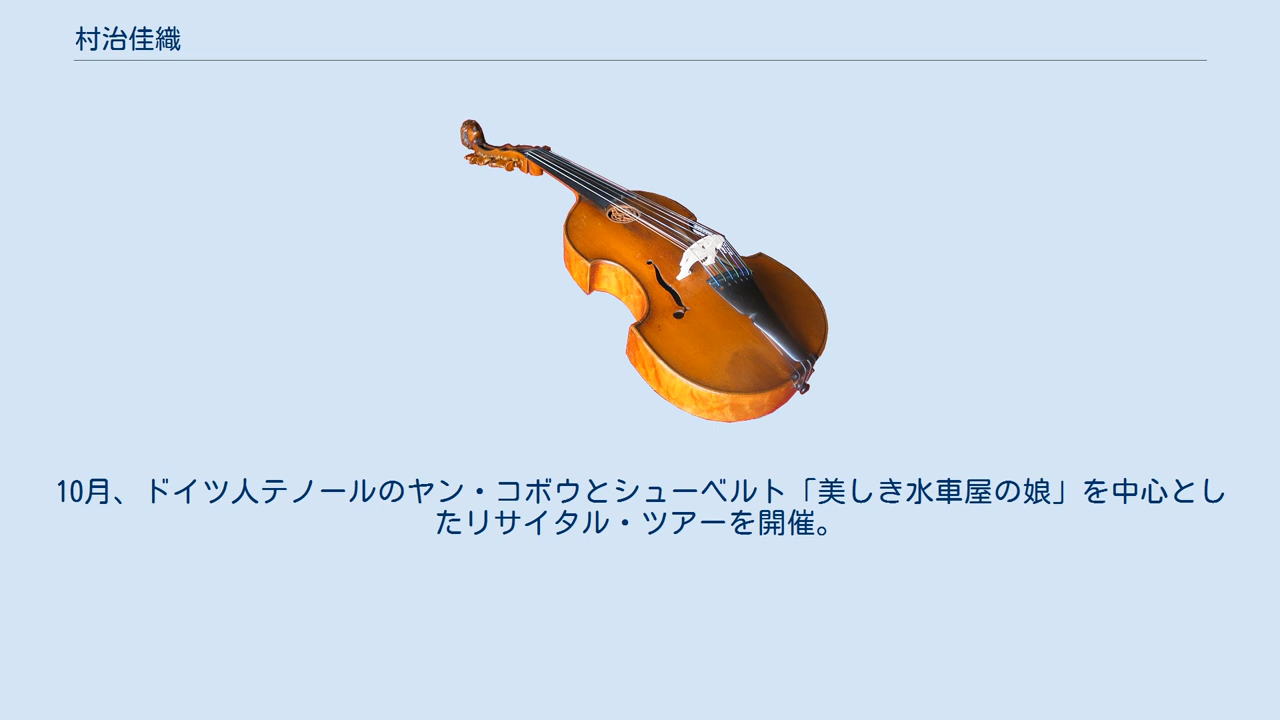 村治佳織
10月、ドイツ人テノールのヤン・コボウとシューベルト「美しき水車屋の娘」を中心とし
たリサイタル・ツアーを開催。